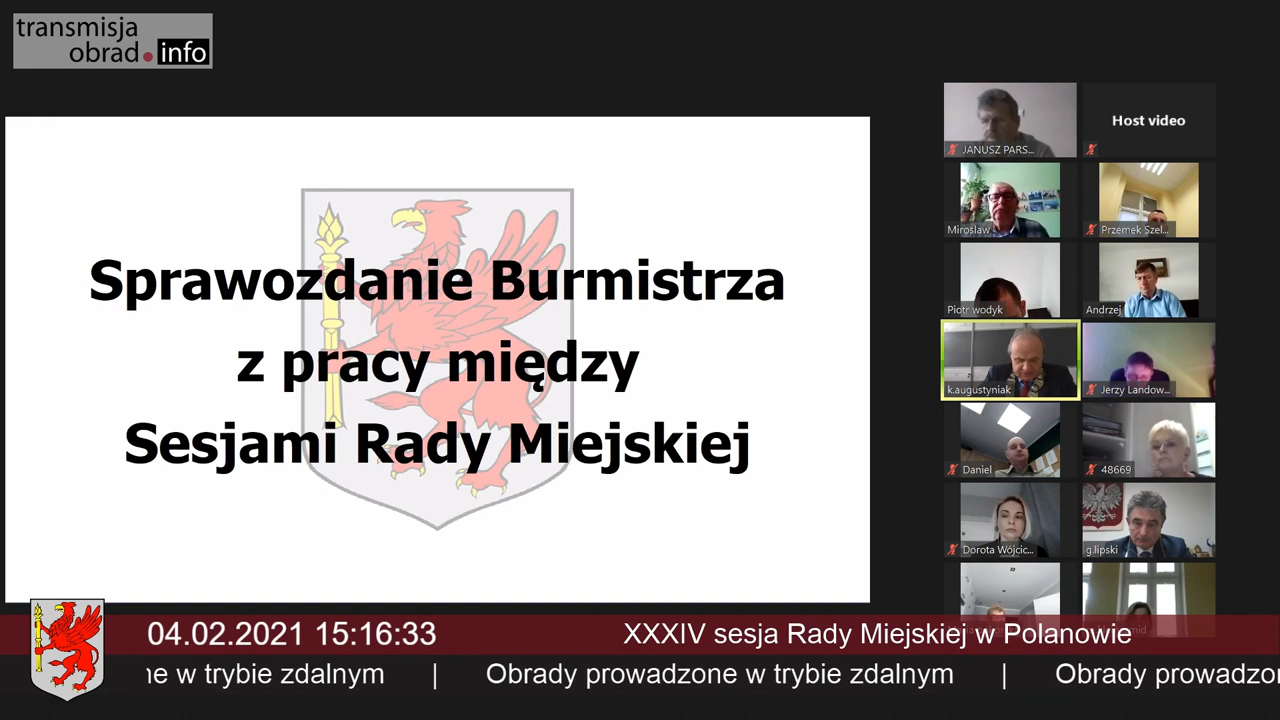 transmisja
obrad.info
Sprawozdanie Burmistrza
z pracy między
Sesjami Rady Miejskiej
JANUSZ PARS...
Host video
Mirosław
Przemek Szel...
Piotr wodyk
Andrzej
k.augustyniak
Jerzy Landow...
Daniel
48669
Dorota Wójcic...
g.lipski
04.02.2021 15:16:33
XXXIV sesja Rady Miejskiej w Polanowie
ne w trybie zdalnym | Obrady prowadzone w trybie zdalnym | Obrady prowadzon